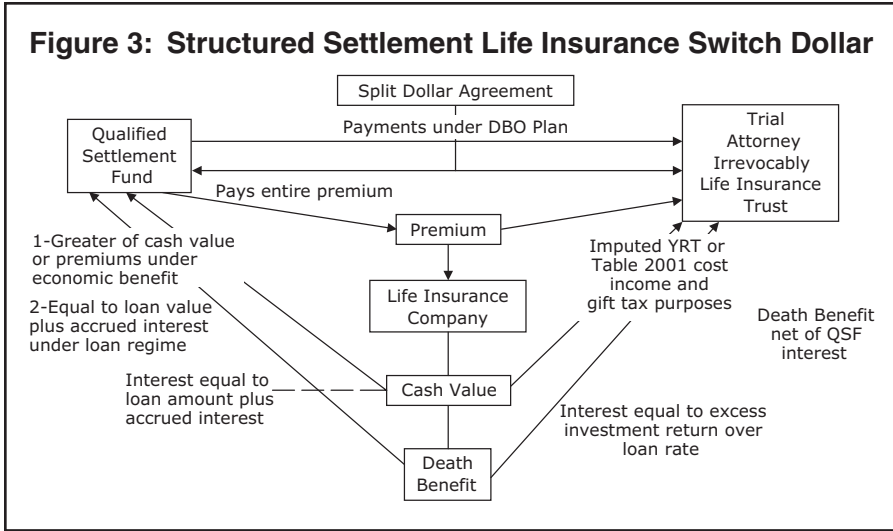 Figure 3: Structured Settlement Life Insurance Switch Dollar
Split Dollar Agreement
Payments under DBO Plan
Qualified
Settlement
Fund
Trial
Attorney
Irrevocably
Life Insurance
Trust
Pays entire premium
Premium
1-Greater of cash value
or premiums under
economic benefit
2-Equal to loan value
plus accrued interest
under loan regime
Life Insurance
Company
Imputed YRT or
Table 2001 cost
income and
gift tax purposes
Death Benefit
net of QSF
interest
Interest equal to
loan amount plus
accrued interest
Cash Value
Interest equal to excess
investment return over
loan rate
Death
Benefit